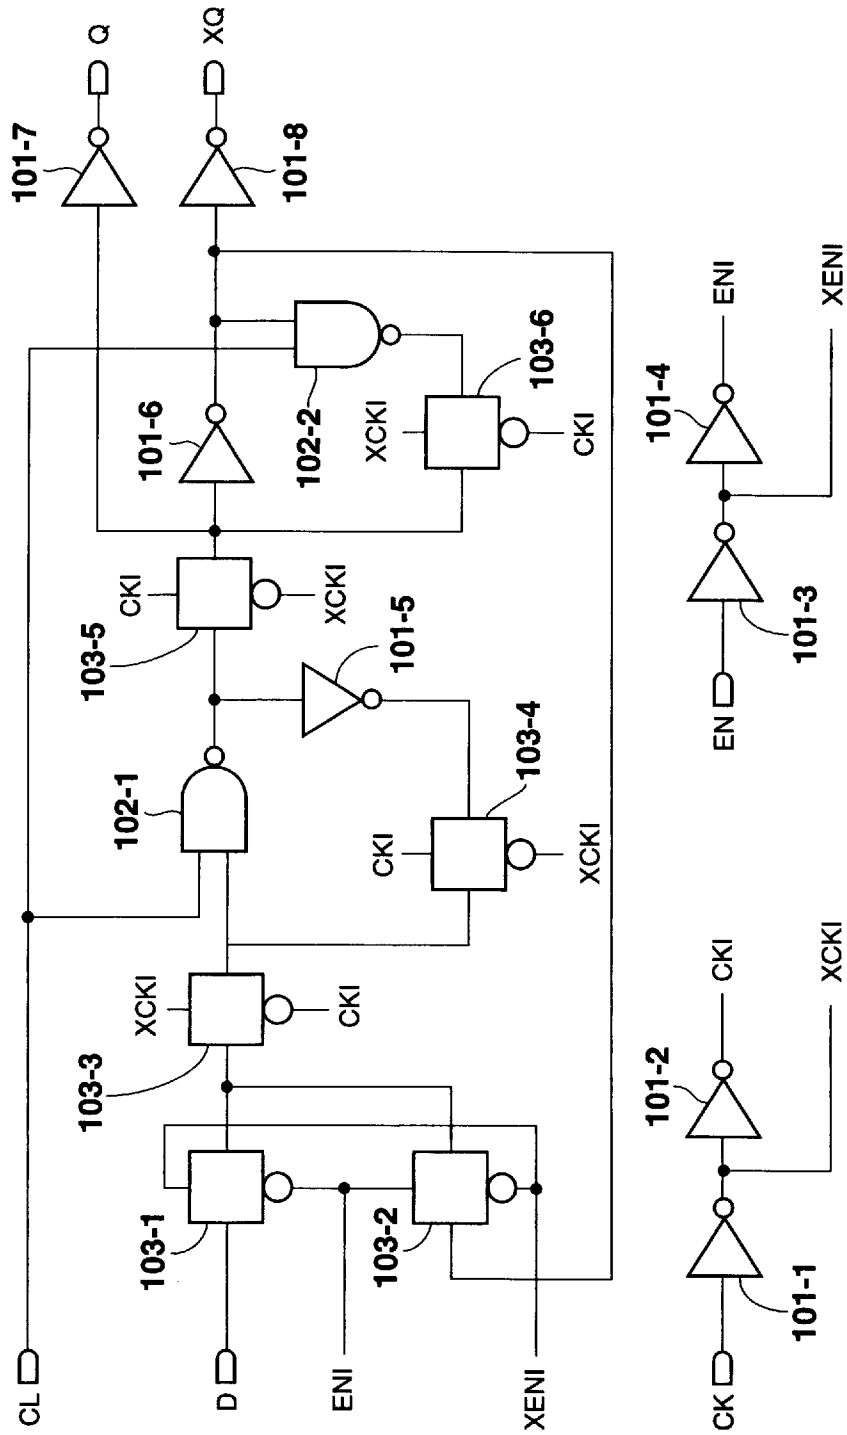 CL
D
ENI
XENI
103-1
103-2
103-3
XCKI
CKI
102-1
103-4
CKI
XCKI
101-5
103-5
CKI
XCKI
101-6
102-2
103-6
XCKI
CKI
101-7
Q
101-8
XQ
CK
101-1
101-2
CKI
XCKI
EN
101-3
101-4
ENI
XENI